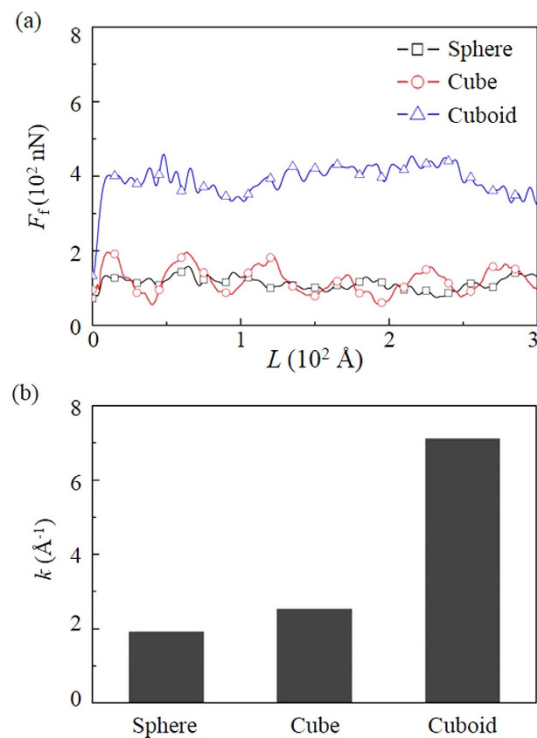 (a)
8
6
4
2
0
F_f (10² nN)
Sphere
Cube
Cuboid
0 1 2 3
L (10² Å)
(b)
8
6
4
2
0
k (Å⁻¹)
Sphere Cube Cuboid